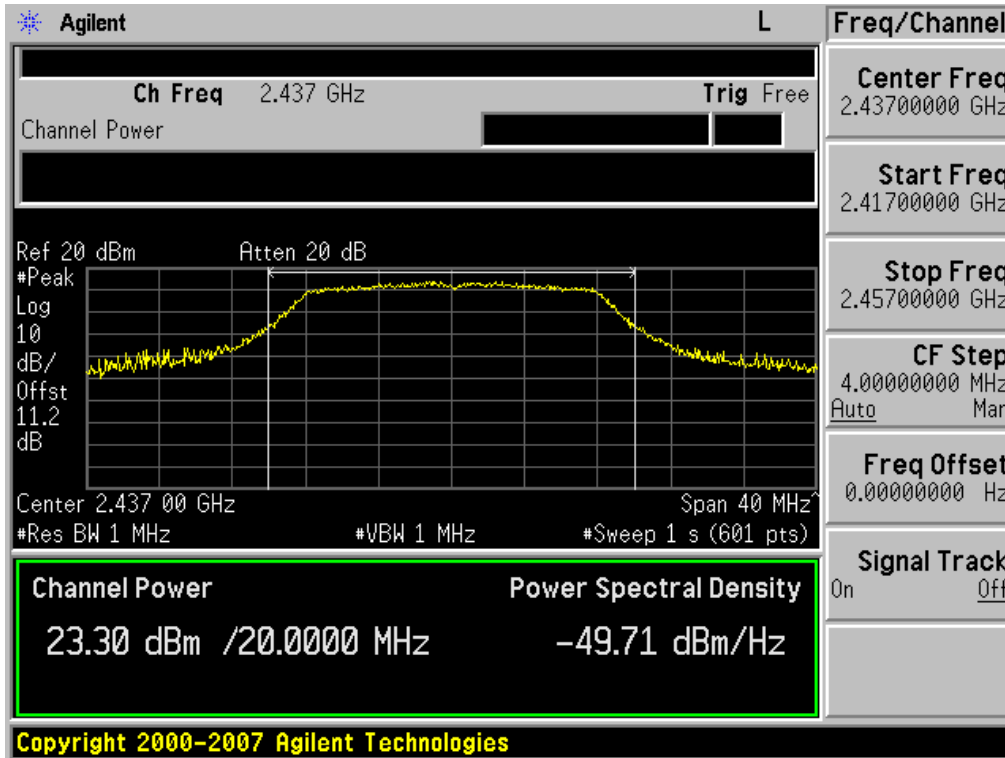 Agilent L Freq/Channel
Ch Freq 2.437 GHz Trig Free
Channel Power
Center Freq
2.43700000 GHz
Start Freq
2.41700000 GHz
Stop Freq
2.45700000 GHz
CF Step
4.00000000 MHz
Auto Man
Freq Offset
0.00000000 Hz
Signal Track
On Off
Ref 20 dBm Atten 20 dB
#Peak
Log
10
dB/
Offst
11.2
dB
Center 2.437 00 GHz Span 40 MHz^
#Res BW 1 MHz #VBW 1 MHz #Sweep 1 s (601 pts)
Channel Power Power Spectral Density
23.30 dBm /20.0000 MHz -49.71 dBm/Hz
Copyright 2000-2007 Agilent Technologies